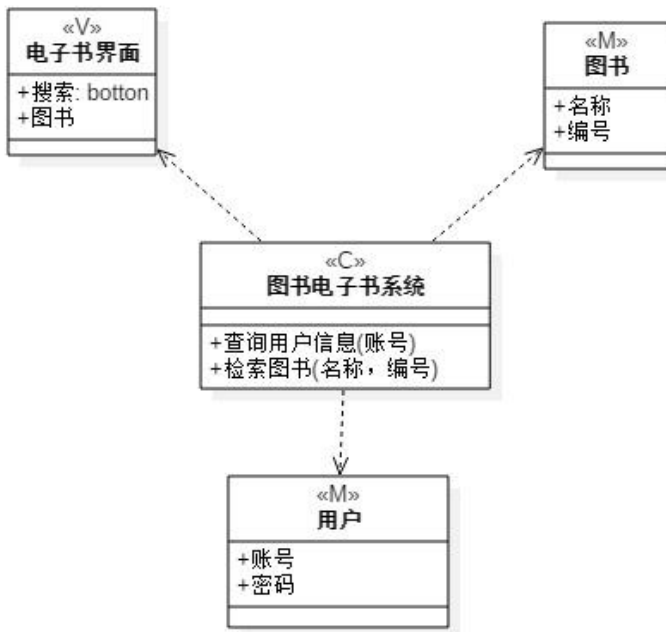 «V»
电子书界面
+搜索: botton
+图书
«M»
图书
+名称
+编号
«C»
图书电子书系统
+查询用户信息(账号)
+检索图书(名称，编号)
«M»
用户
+账号
+密码